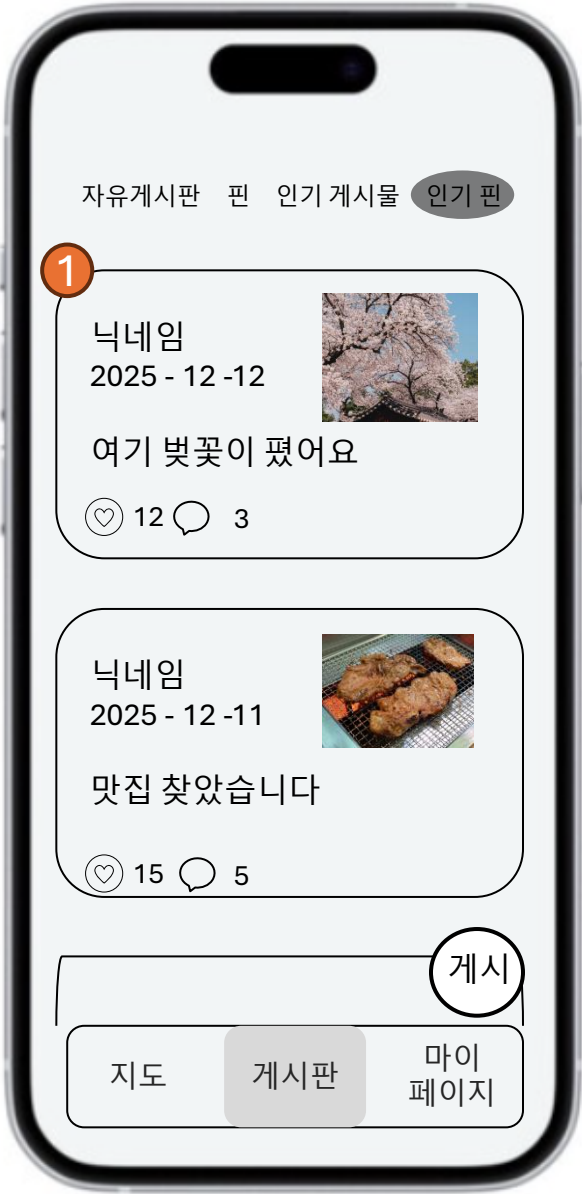 자유게시판 핀 인기 게시물 인기 핀
1
닉네임
2025 - 12 -12
여기 벚꽃이 폈어요
12 3
닉네임
2025 - 12 -11
맛집 찾았습니다
15 5
게시
지도 게시판 마이
페이지